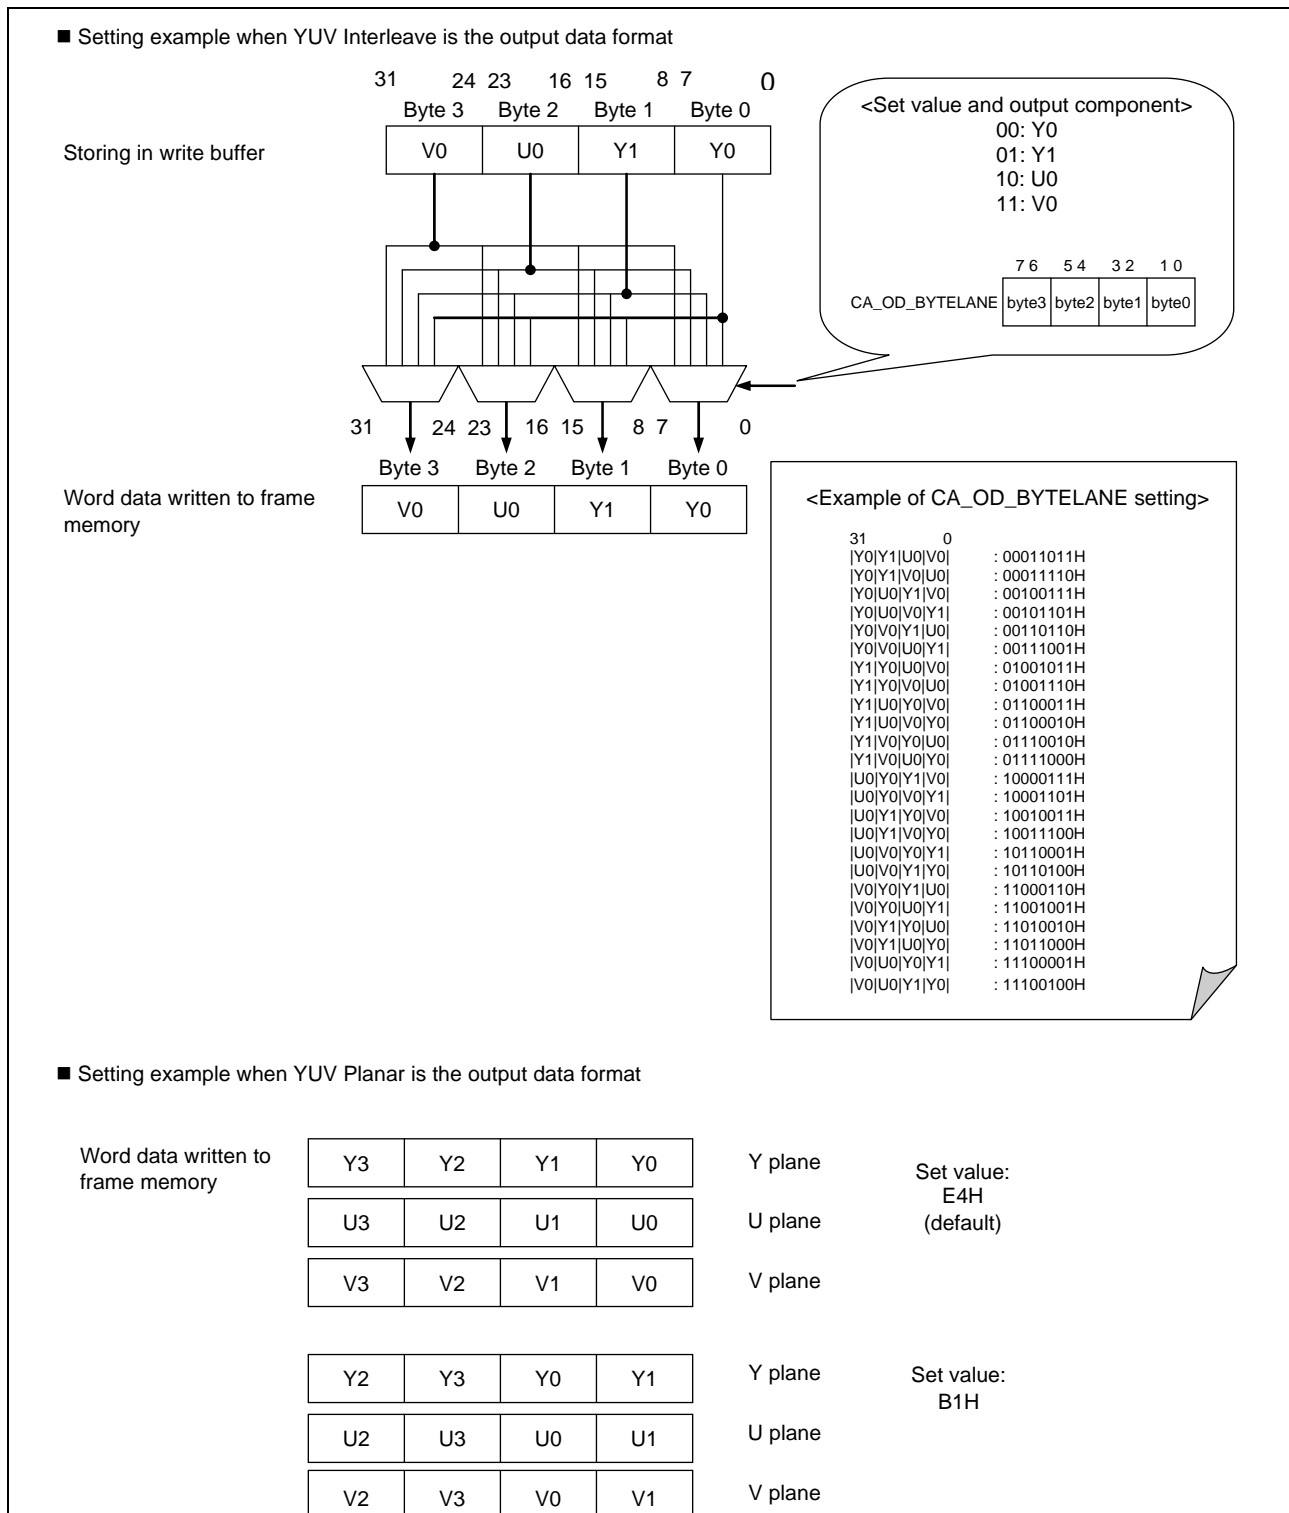 ■ Setting example when YUV Interleave is the output data format
31 24 23 16 15 8 7 0
Byte 3 Byte 2 Byte 1 Byte 0
Storing in write buffer
V0 U0 Y1 Y0
<Set value and output component>
00: Y0
01: Y1
10: U0
11: V0
7 6 5 4 3 2 1 0
CA_OD_BYTELANE byte3 byte2 byte1 byte0
31 24 23 16 15 8 7 0
Byte 3 Byte 2 Byte 1 Byte 0
Word data written to frame
memory
V0 U0 Y1 Y0
<Example of CA_OD_BYTELANE setting>
31 0
|Y0|Y1|U0|V0| : 00011011H
|Y0|Y1|V0|U0| : 00011110H
|Y0|U0|Y1|V0| : 00100111H
|Y0|U0|V0|Y1| : 00101101H
|Y0|V0|Y1|U0| : 00110110H
|Y0|V0|U0|Y1| : 00111001H
|Y1|Y0|U0|V0| : 01001011H
|Y1|Y0|V0|U0| : 01001110H
|Y1|U0|Y0|V0| : 01100011H
|Y1|U0|V0|Y0| : 01100010H
|Y1|V0|Y0|U0| : 01110010H
|Y1|V0|U0|Y0| : 01111000H
|U0|Y0|Y1|V0| : 10000111H
|U0|Y0|V0|Y1| : 10001101H
|U0|Y1|Y0|V0| : 10010011H
|U0|Y1|V0|Y0| : 10011100H
|U0|V0|Y0|Y1| : 10110001H
|U0|V0|Y1|Y0| : 10110100H
|V0|Y0|Y1|U0| : 11000110H
|V0|Y0|U0|Y1| : 11001001H
|V0|Y1|Y0|U0| : 11010010H
|V0|Y1|U0|Y0| : 11011000H
|V0|U0|Y0|Y1| : 11100001H
|V0|U0|Y1|Y0| : 11100100H
■ Setting example when YUV Planar is the output data format
Word data written to
frame memory
Y3 Y2 Y1 Y0 Y plane
U3 U2 U1 U0 U plane
V3 V2 V1 V0 V plane
Set value:
E4H
(default)
Y2 Y3 Y0 Y1 Y plane
U2 U3 U0 U1 U plane
V2 V3 V0 V1 V plane
Set value:
B1H